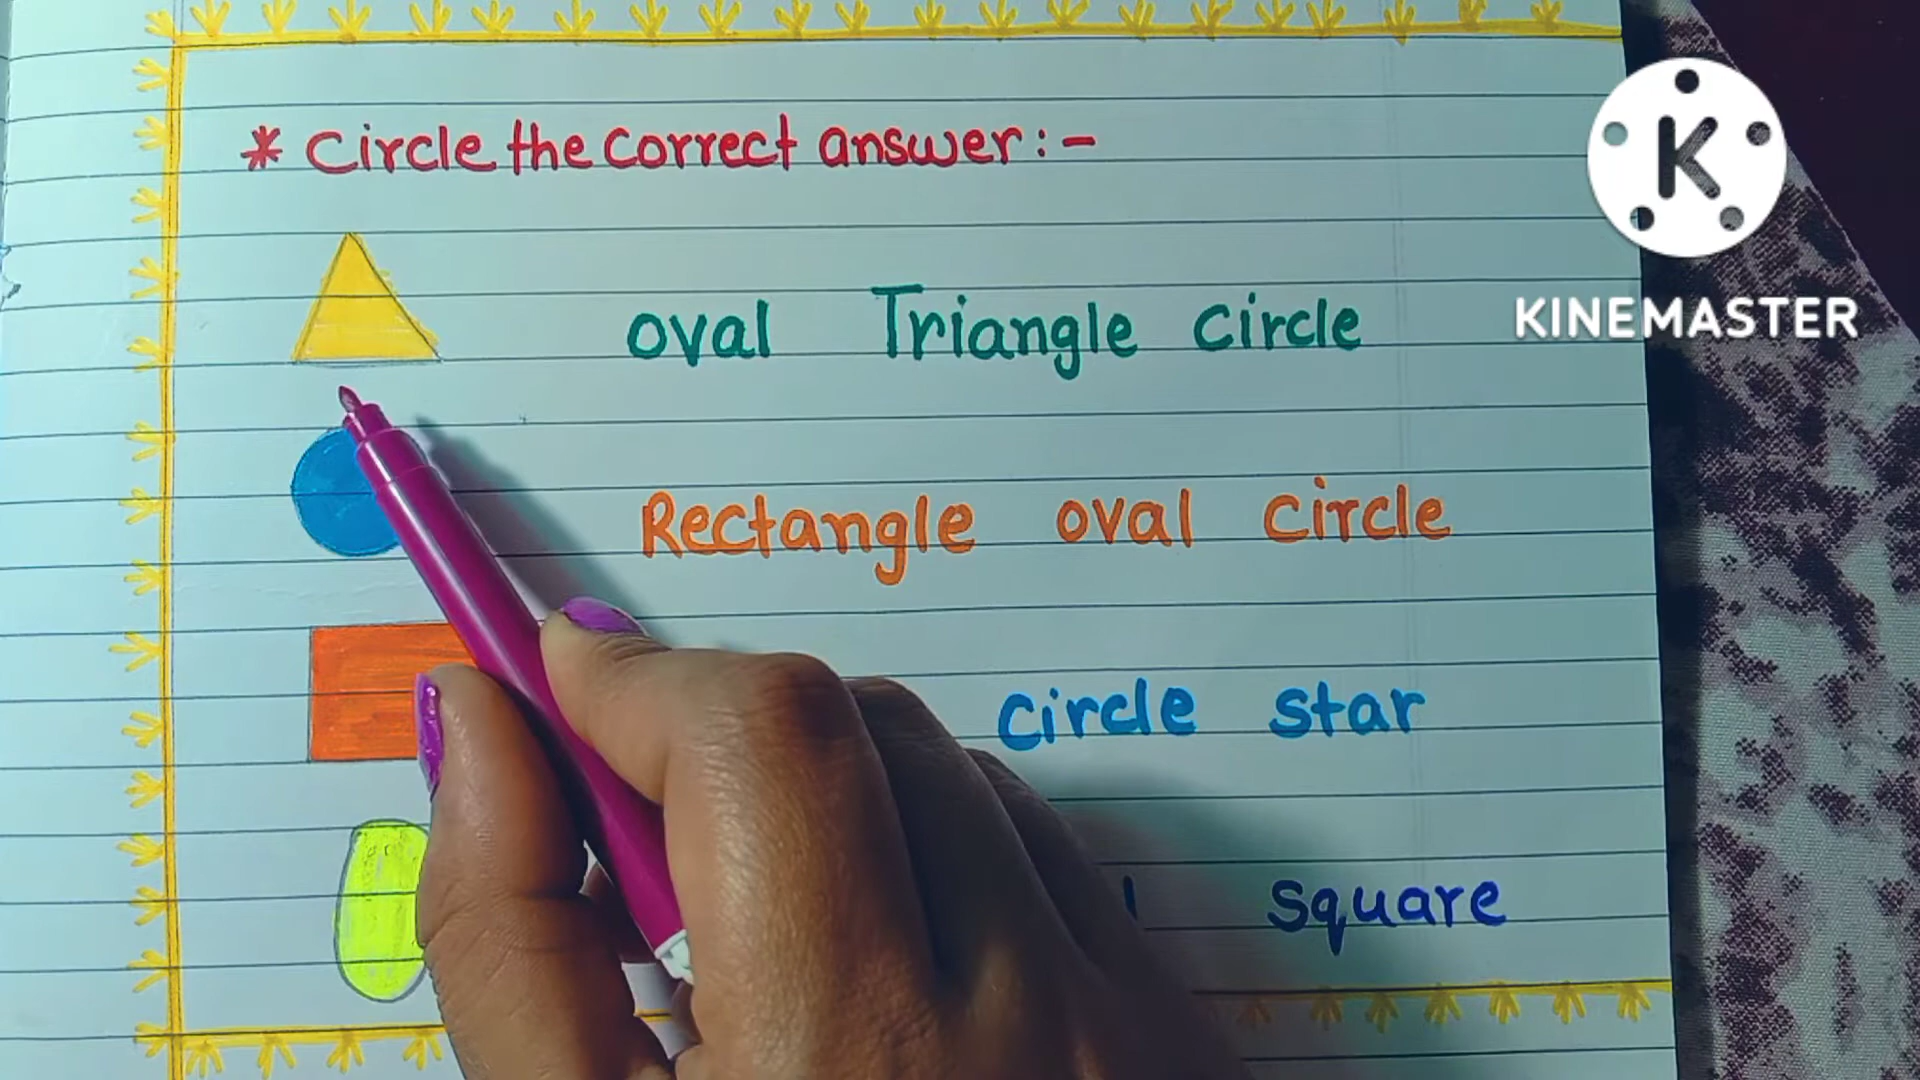 * Circle the correct answer:-
oval Triangle circle
Rectangle oval circle
circle star
square
K
KINEMASTER